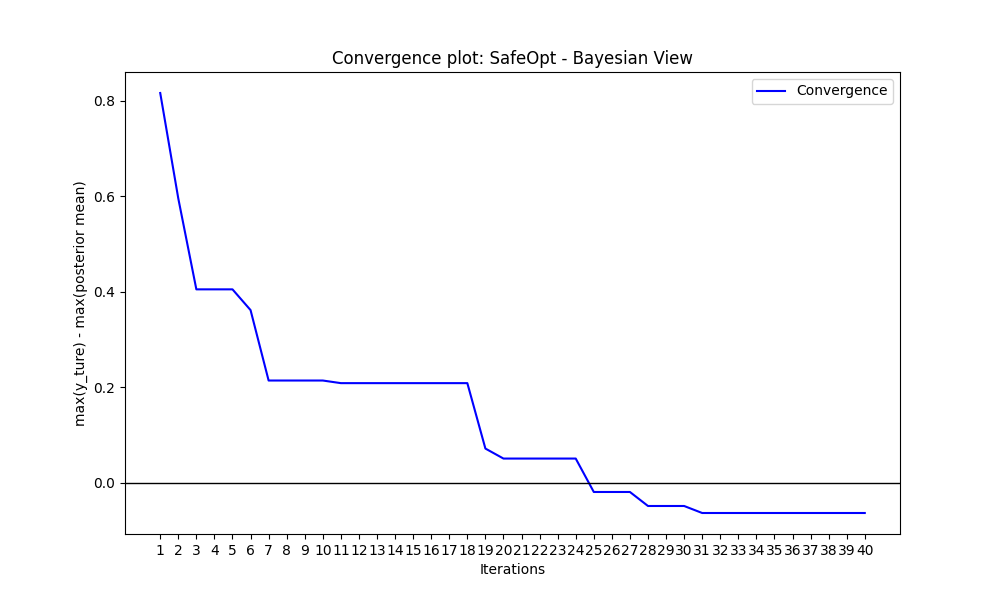 Convergence plot: SafeOpt - Bayesian View
Convergence
max(y_ture) - max(posterior mean)
0.8
0.6
0.4
0.2
0.0
1 2 3 4 5 6 7 8 9 10 11 12 13 14 15 16 17 18 19 20 21 22 23 24 25 26 27 28 29 30 31 32 33 34 35 36 37 38 39 40
Iterations